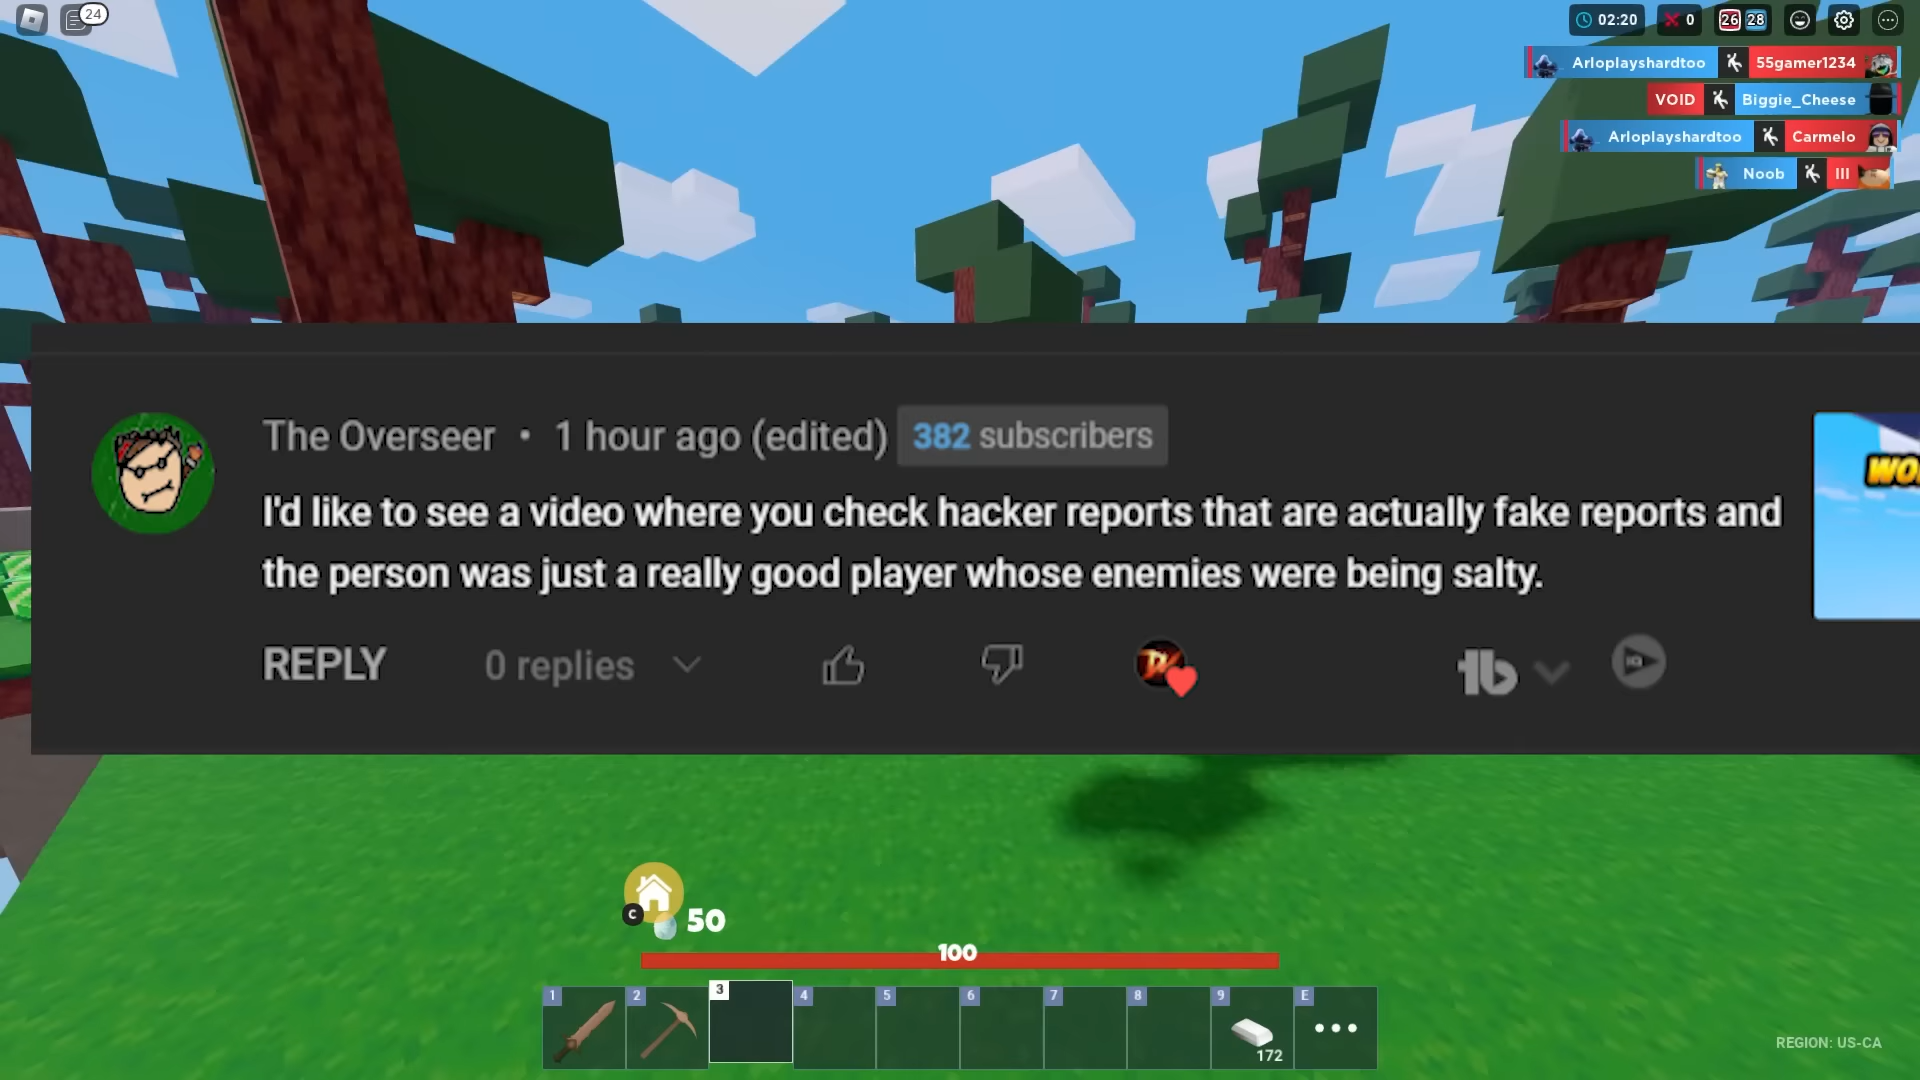 24
02:20
0
26 28
Arloplayshardtoo 55gamer1234
VOID Biggie_Cheese
Arloplayshardtoo Carmelo
Noob III
The Overseer • 1 hour ago (edited) 382 subscribers
I'd like to see a video where you check hacker reports that are actually fake reports and
the person was just a really good player whose enemies were being salty.
WO
REPLY 0 replies
C 50
100
1 2 3 4 5 6 7 8 9 E
172
REGION: US-CA